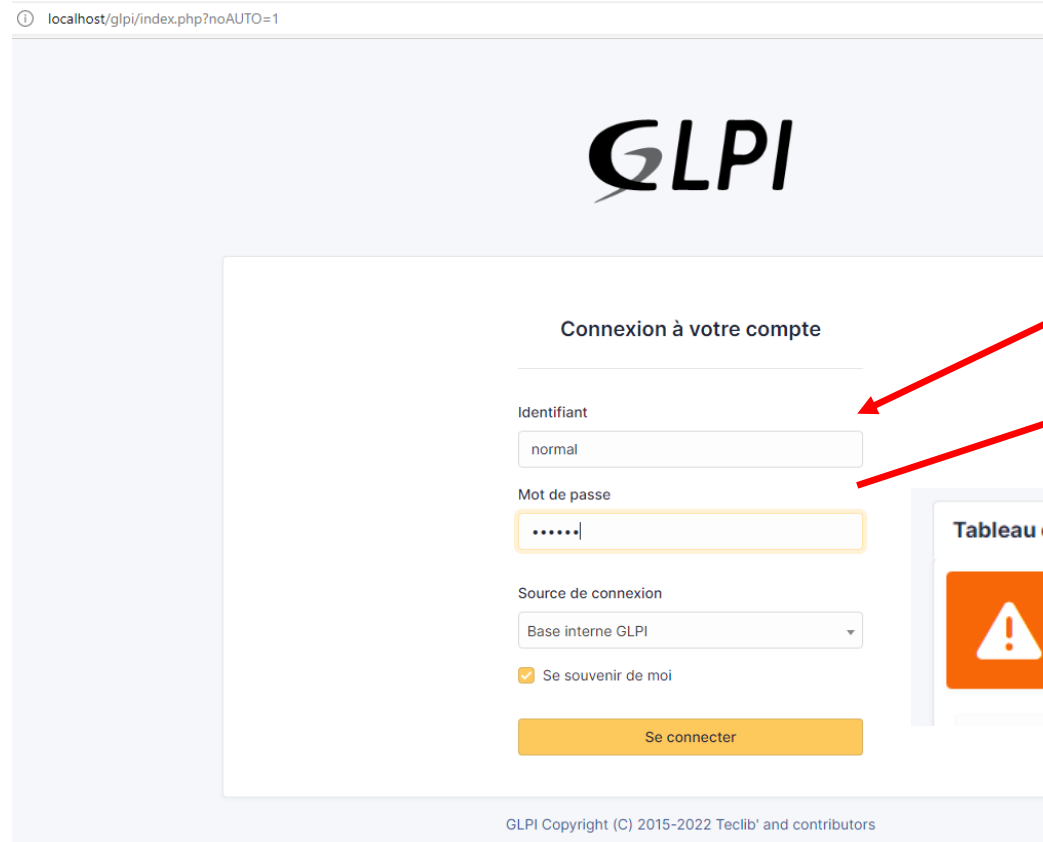 localhost/glpi/index.php?noAUTO=1
GLPI
Connexion à votre compte
Identifiant
normal
Mot de passe
••••••
Source de connexion
Base interne GLPI
Se souvenir de moi
Se connecter
Tableau
GLPI Copyright (C) 2015-2022 Teclib' and contributors